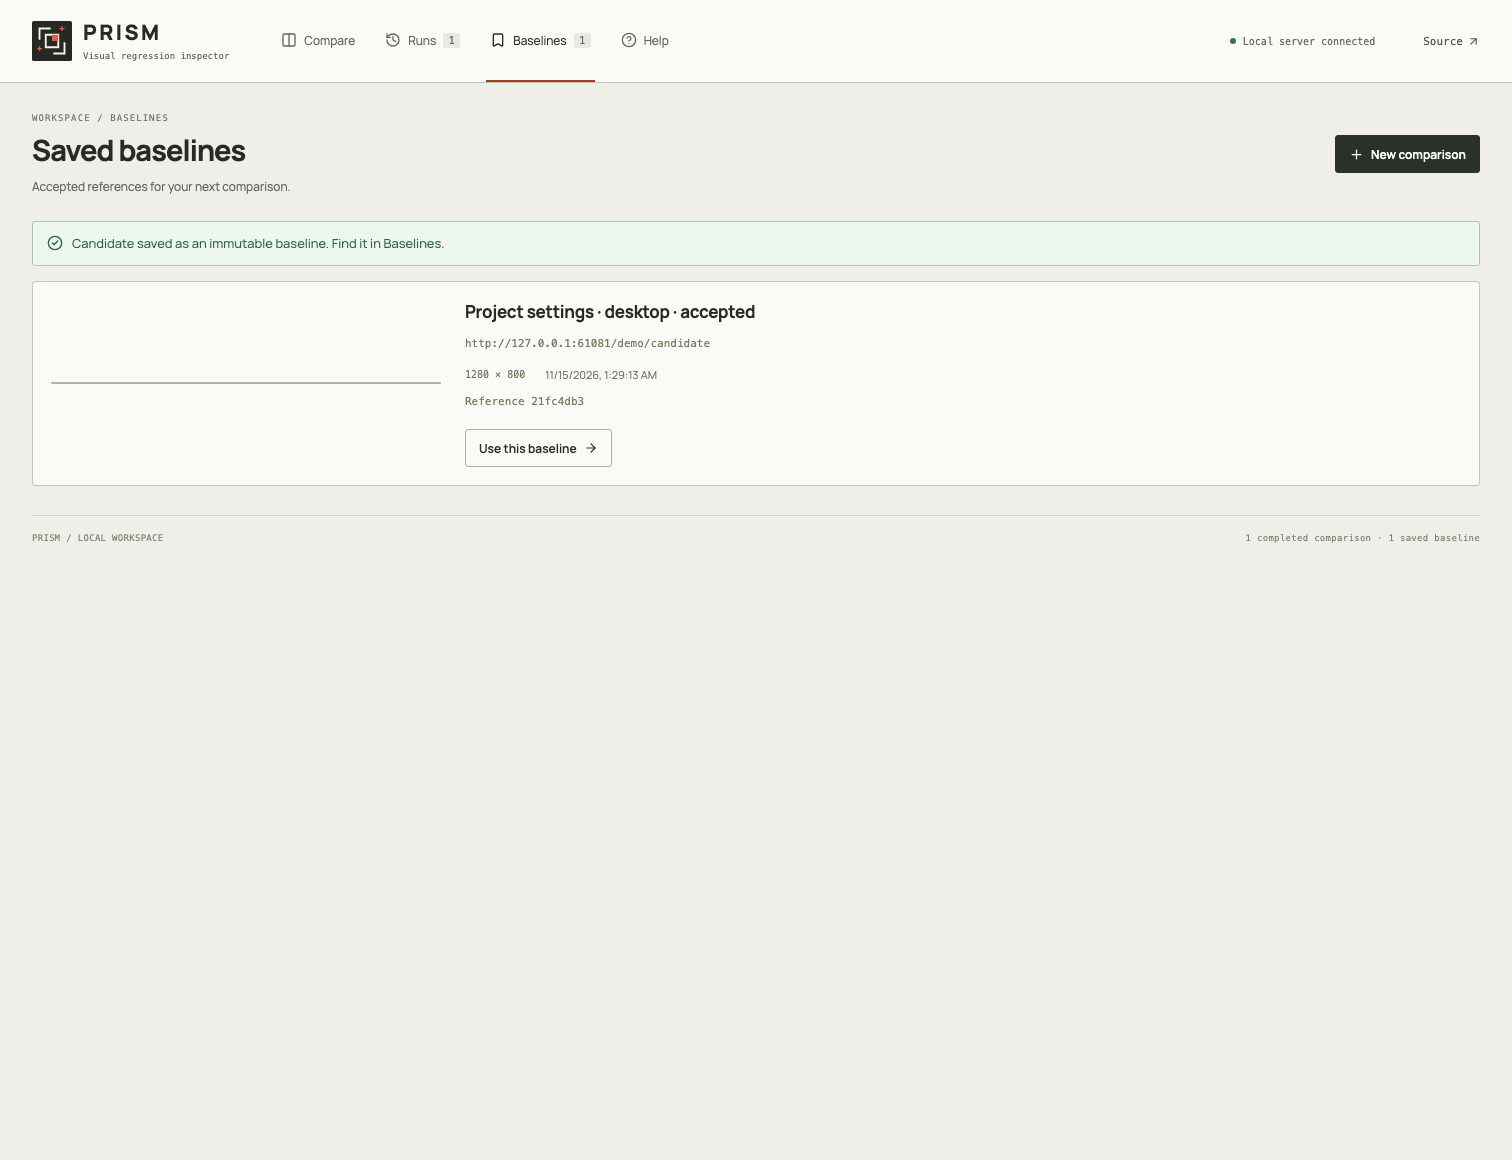 PRISM
Visual regression inspector
Compare
Runs 1
Baselines 1
Help
Local server connected
Source ↗
WORKSPACE / BASELINES
Saved baselines
Accepted references for your next comparison.
+ New comparison
Candidate saved as an immutable baseline. Find it in Baselines.
Project settings · desktop · accepted
http://127.0.0.1:61081/demo/candidate
1280 × 800 11/15/2026, 1:29:13 AM
Reference 21fc4db3
Use this baseline →
PRISM / LOCAL WORKSPACE
1 completed comparison · 1 saved baseline